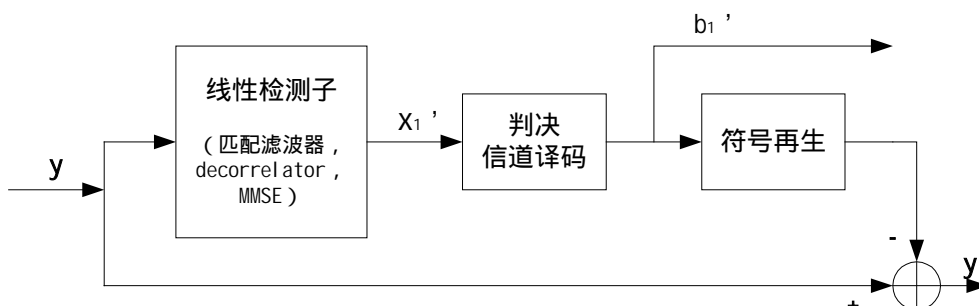 b₁ '
线性检测子
(匹配滤波器,
decorrelator,
MMSE)
X₁ '
判决
信道译码
符号再生
y
-
+
y